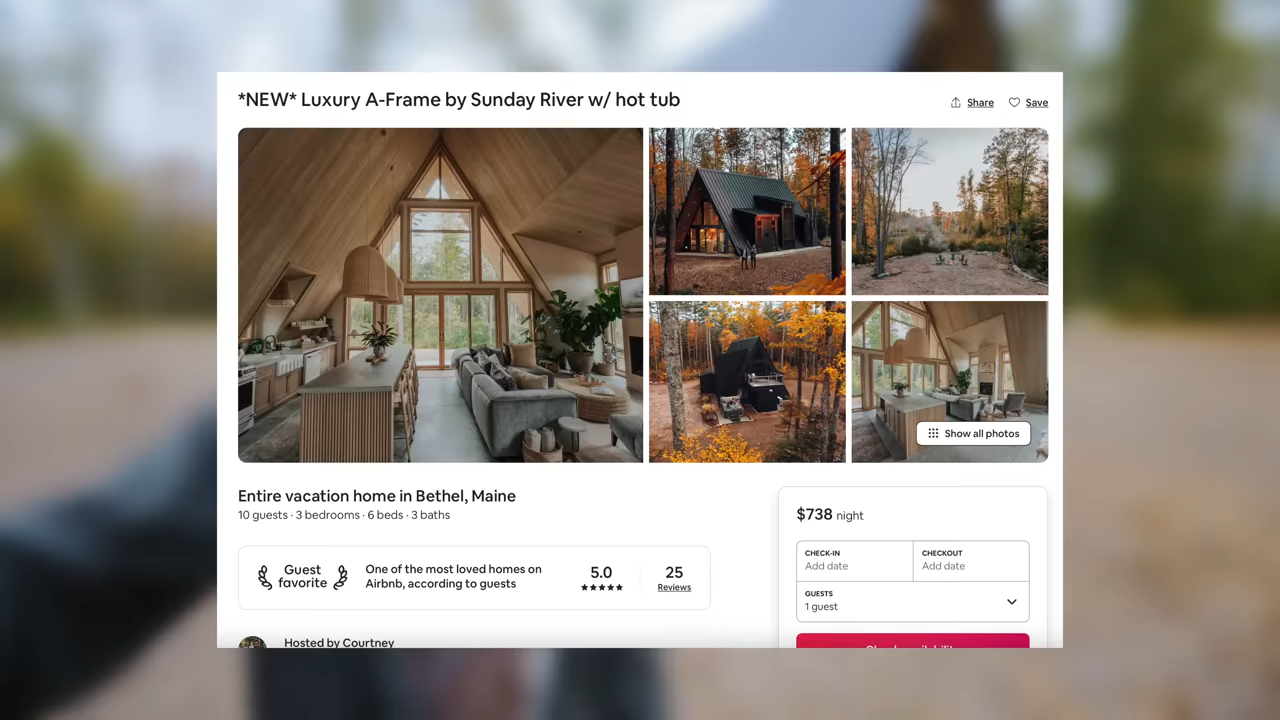 *NEW* Luxury A-Frame by Sunday River w/ hot tub
Share
Save
Show all photos
Entire vacation home in Bethel, Maine
10 guests · 3 bedrooms · 6 beds · 3 baths
Guest
favorite
One of the most loved homes on
Airbnb, according to guests
5.0
25
Reviews
Hosted by Courtney
$738 night
CHECK-IN
Add date
CHECKOUT
Add date
GUESTS
1 guest